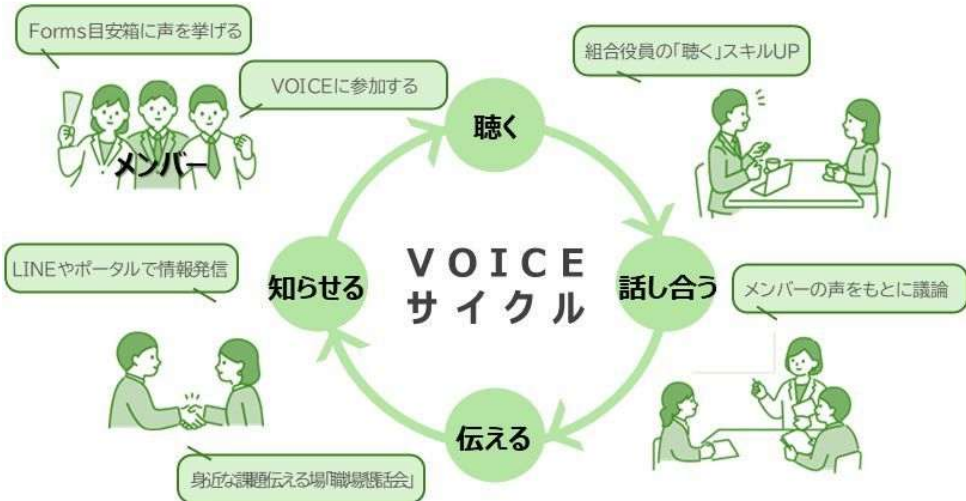 Forms目安箱に声を挙げる
VOICEに参加する
メンバー
聴く
組合役員の「聴く」スキルUP
LINEやポータルで情報発信
知らせる
VOICE
サイクル
話し合う
メンバーの声をもとに議論
伝える
身近な課題伝える場「職場懇話会」